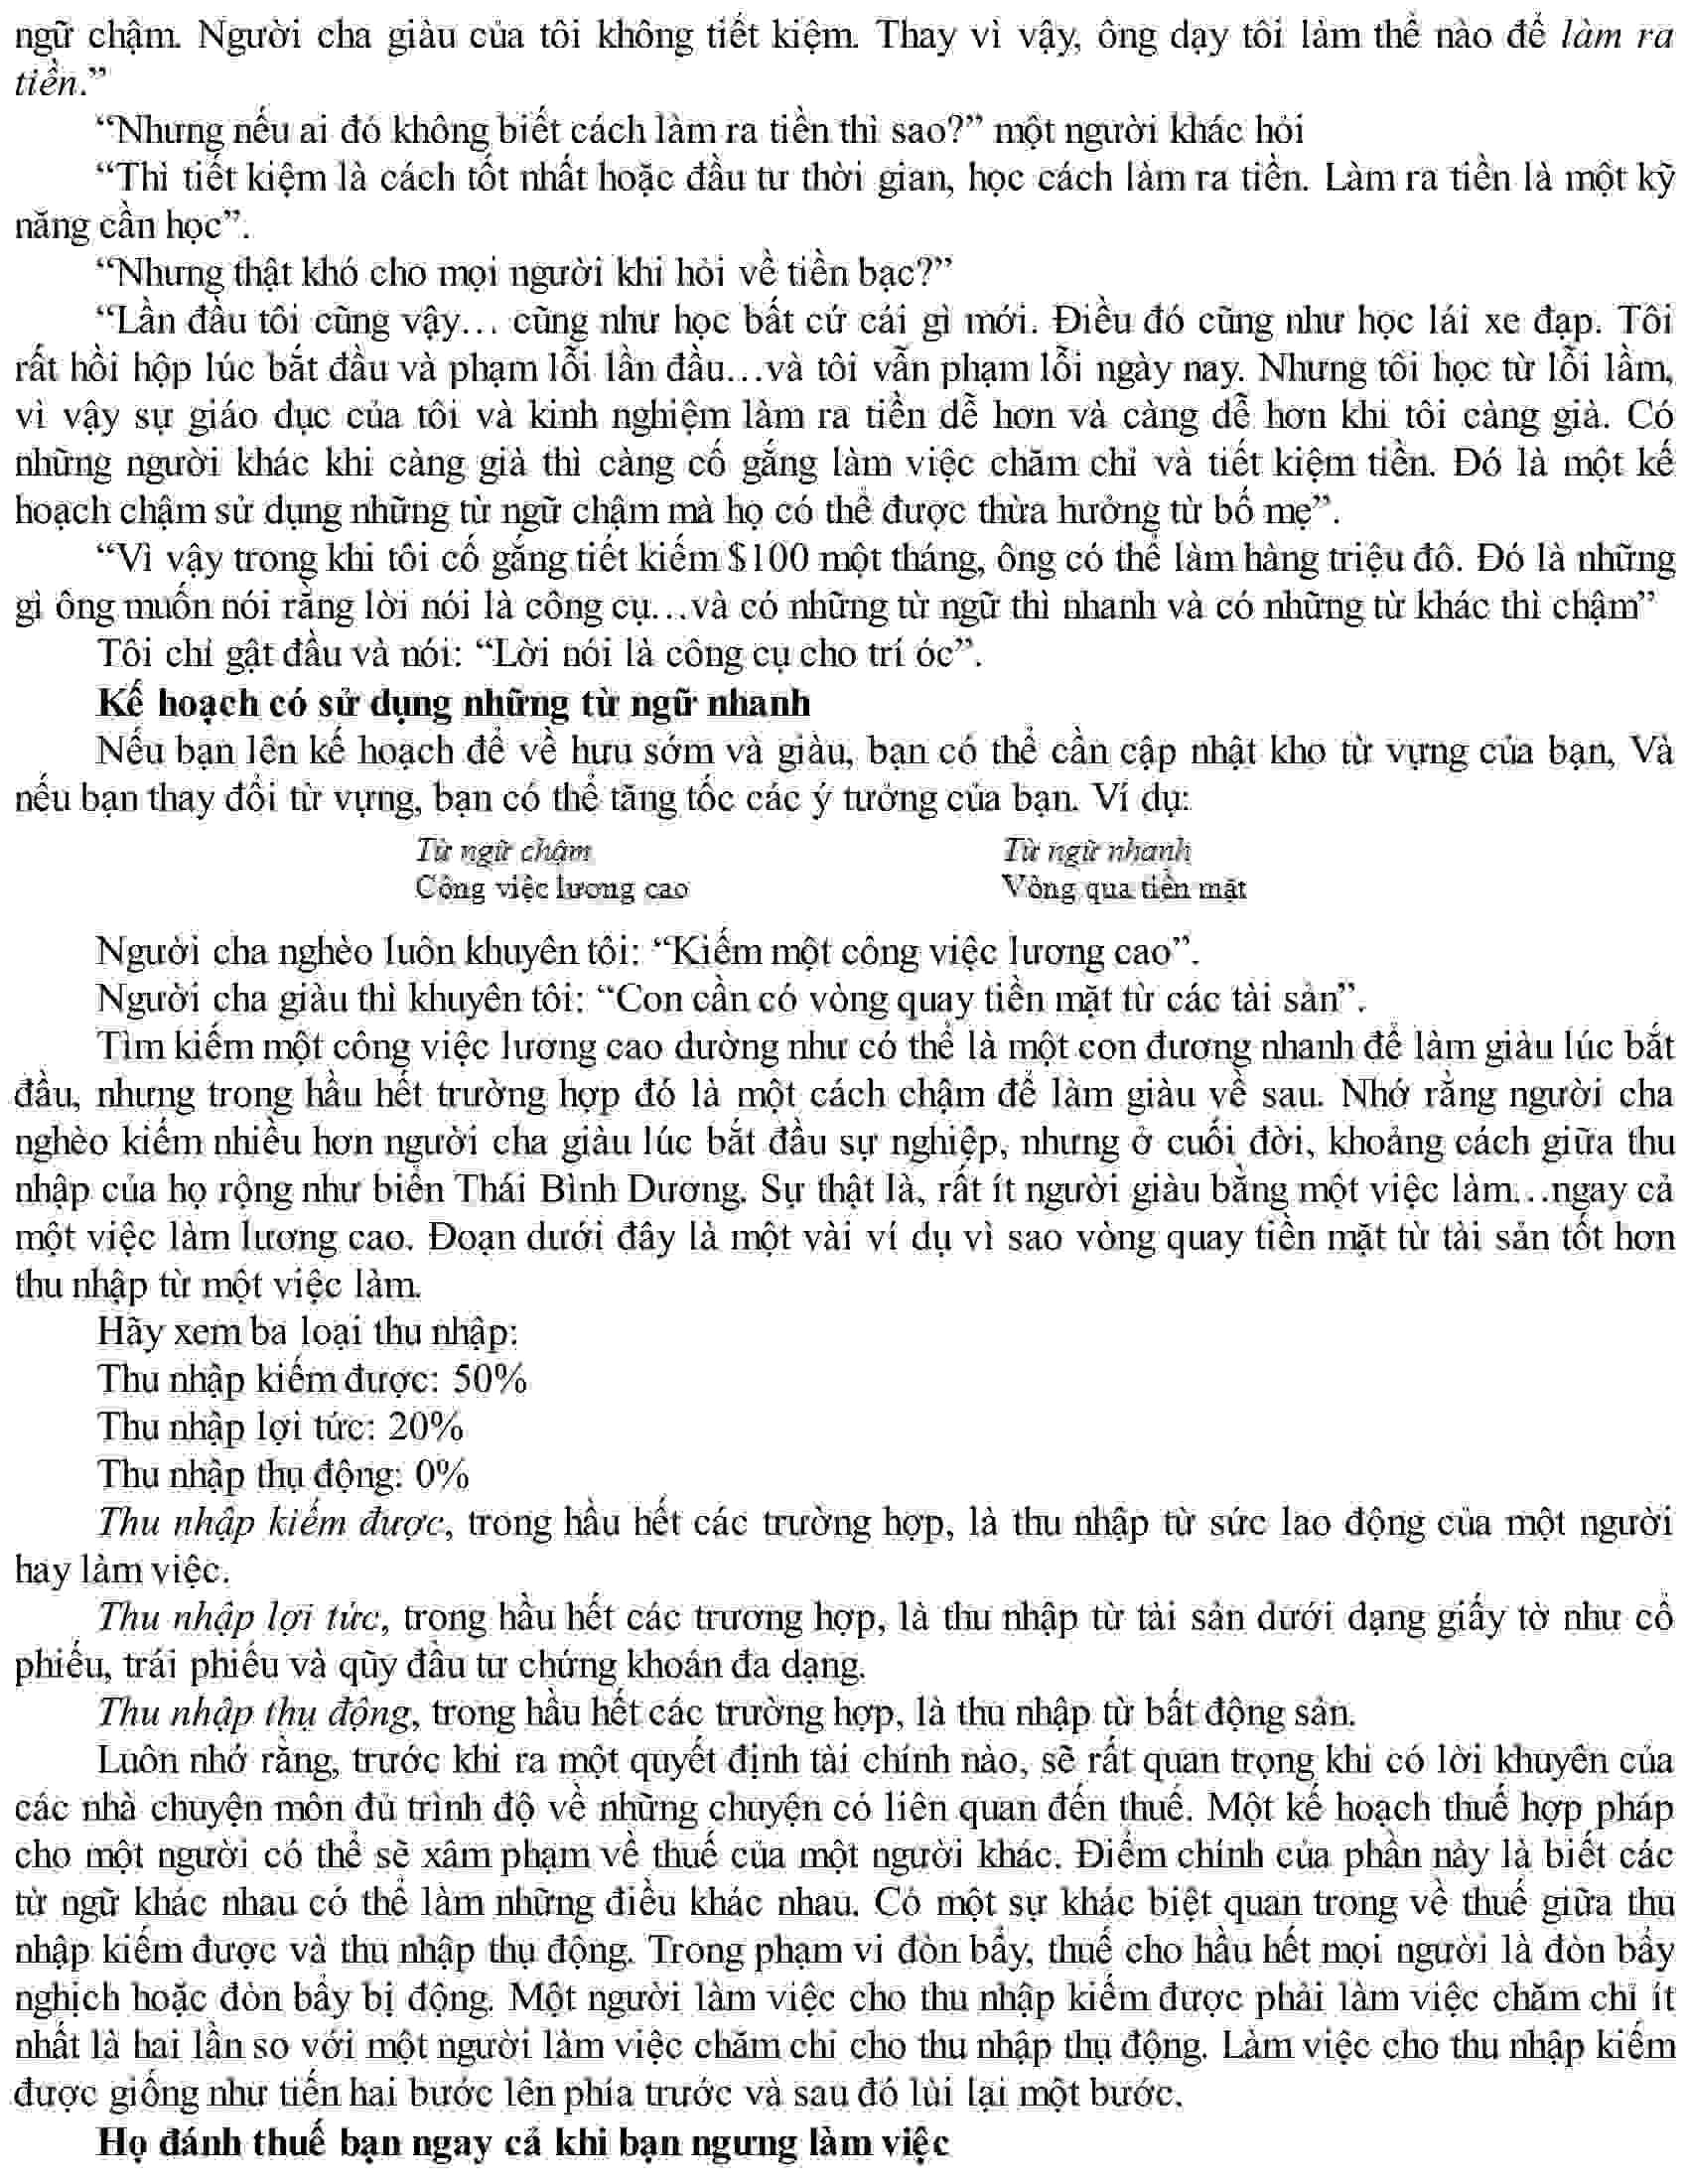 ngữ chậm. Người cha giàu của tôi không tiết kiệm. Thay vì vậy, ông dạy tôi làm thế nào để làm ra
tiền.”
“Nhưng nếu ai đó không biết cách làm ra tiền thì sao?” một người khác hỏi
“Thì tiết kiệm là cách tốt nhất hoặc đầu tư thời gian, học cách làm ra tiền. Làm ra tiền là một kỹ
năng cần học”.
“Nhưng thật khó cho mọi người khi hỏi về tiền bạc?”
“Lần đầu tôi cũng vậy… cũng như học bất cứ cái gì mới. Điều đó cũng như học lái xe đạp. Tôi
rất hồi hộp lúc bắt đầu và phạm lỗi lần đầu…và tôi vẫn phạm lỗi ngày nay. Nhưng tôi học từ lỗi lầm,
vì vậy sự giáo dục của tôi và kinh nghiệm làm ra tiền dễ hơn và càng dễ hơn khi tôi càng già. Có
những người khác khi càng già thì càng cố gắng làm việc chăm chỉ và tiết kiệm tiền. Đó là một kế
hoạch chậm sử dụng những từ ngữ chậm mà họ có thể được thừa hưởng từ bố mẹ”.
“Vì vậy trong khi tôi cố gắng tiết kiếm $100 một tháng, ông có thể làm hàng triệu đô. Đó là những
gì ông muốn nói rằng lời nói là công cụ…và có những từ ngữ thì nhanh và có những từ khác thì chậm”
Tôi chỉ gật đầu và nói: “Lời nói là công cụ cho trí óc”.
Kế hoạch có sử dụng những từ ngữ nhanh
Nếu bạn lên kế hoạch để về hưu sớm và giàu, bạn có thể cần cập nhật kho từ vựng của bạn, Và
nếu bạn thay đổi từ vựng, bạn có thể tăng tốc các ý tưởng của bạn. Ví dụ:
Từ ngữ chậm Từ ngữ nhanh
Công việc lương cao Vòng qua tiền mặt
Người cha nghèo luôn khuyên tôi: “Kiếm một công việc lương cao”.
Người cha giàu thì khuyên tôi: “Con cần có vòng quay tiền mặt từ các tài sản”.
Tìm kiếm một công việc lương cao dường như có thể là một con đương nhanh để làm giàu lúc bắt
đầu, nhưng trong hầu hết trường hợp đó là một cách chậm để làm giàu về sau. Nhớ rằng người cha
nghèo kiếm nhiều hơn người cha giàu lúc bắt đầu sự nghiệp, nhưng ở cuối đời, khoảng cách giữa thu
nhập của họ rộng như biển Thái Bình Dương. Sự thật là, rất ít người giàu bằng một việc làm…ngay cả
một việc làm lương cao. Đoạn dưới đây là một vài ví dụ vì sao vòng quay tiền mặt từ tài sản tốt hơn
thu nhập từ một việc làm.
Hãy xem ba loại thu nhập:
Thu nhập kiếm được: 50%
Thu nhập lợi tức: 20%
Thu nhập thụ động: 0%
Thu nhập kiếm được, trong hầu hết các trường hợp, là thu nhập từ sức lao động của một người
hay làm việc.
Thu nhập lợi tức, trong hầu hết các trương hợp, là thu nhập từ tài sản dưới dạng giấy tờ như cổ
phiếu, trái phiếu và qũy đầu tư chứng khoán đa dạng.
Thu nhập thụ động, trong hầu hết các trường hợp, là thu nhập từ bất động sản.
Luôn nhớ rằng, trước khi ra một quyết định tài chính nào, sẽ rất quan trọng khi có lời khuyên của
các nhà chuyện môn đủ trình độ về những chuyện có liên quan đến thuế. Một kế hoạch thuế hợp pháp
cho một người có thể sẽ xâm phạm về thuế của một người khác. Điểm chính của phần này là biết các
từ ngữ khác nhau có thể làm những điều khác nhau. Có một sự khác biệt quan trong về thuế giữa thu
nhập kiếm được và thu nhập thụ động. Trong phạm vi đòn bẩy, thuế cho hầu hết mọi người là đòn bẩy
nghịch hoặc đòn bẩy bị động. Một người làm việc cho thu nhập kiếm được phải làm việc chăm chỉ ít
nhất là hai lần so với một người làm việc chăm chỉ cho thu nhập thụ động. Làm việc cho thu nhập kiếm
được giống như tiến hai bước lên phía trước và sau đó lùi lại một bước.
Họ đánh thuế bạn ngay cả khi bạn ngưng làm việc